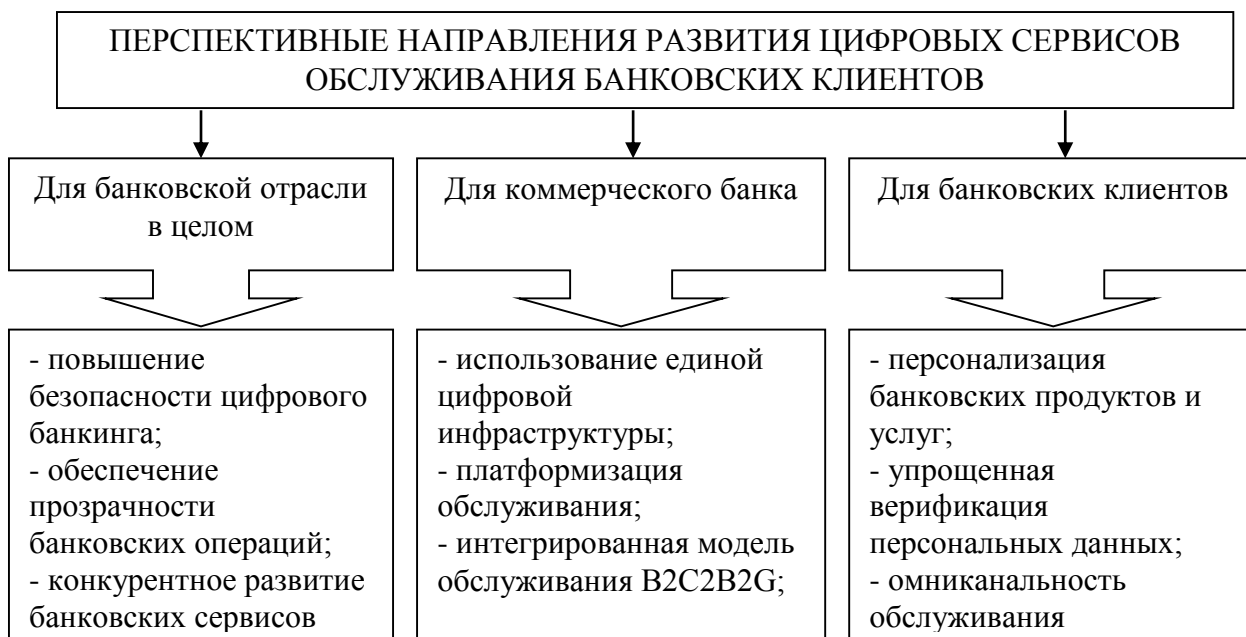 ПЕРСПЕКТИВНЫЕ НАПРАВЛЕНИЯ РАЗВИТИЯ ЦИФРОВЫХ СЕРВИСОВ
ОБСЛУЖИВАНИЯ БАНКОВСКИХ КЛИЕНТОВ
Для банковской отрасли
в целом
Для коммерческого банка
Для банковских клиентов
- повышение
безопасности цифрового
банкинга;
- обеспечение
прозрачности
банковских операций;
- конкурентное развитие
банковских сервисов
- использование единой
цифровой
инфраструктуры;
- платформизация
обслуживания;
- интегрированная модель
обслуживания B2C2B2G;
- персонализация
банковских продуктов и
услуг;
- упрощенная
верификация
персональных данных;
- омниканальность
обслуживания